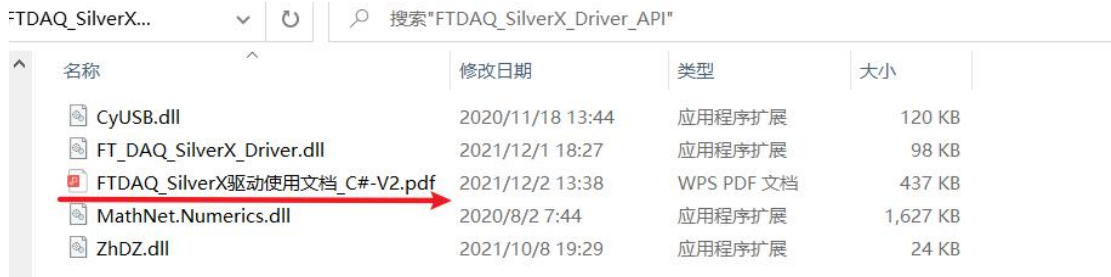 FTDAQ_SilverX... 搜索"FTDAQ_SilverX_Driver_API"
名称 修改日期 类型 大小
CyUSB.dll 2020/11/18 13:44 应用程序扩展 120 KB
FT_DAQ_SilverX_Driver.dll 2021/12/1 18:27 应用程序扩展 98 KB
FTDAQ_SilverX驱动使用文档_C#-V2.pdf 2021/12/2 13:38 WPS PDF 文档 437 KB
MathNet.Numerics.dll 2020/8/2 7:44 应用程序扩展 1,627 KB
ZhDZ.dll 2021/10/8 19:29 应用程序扩展 24 KB